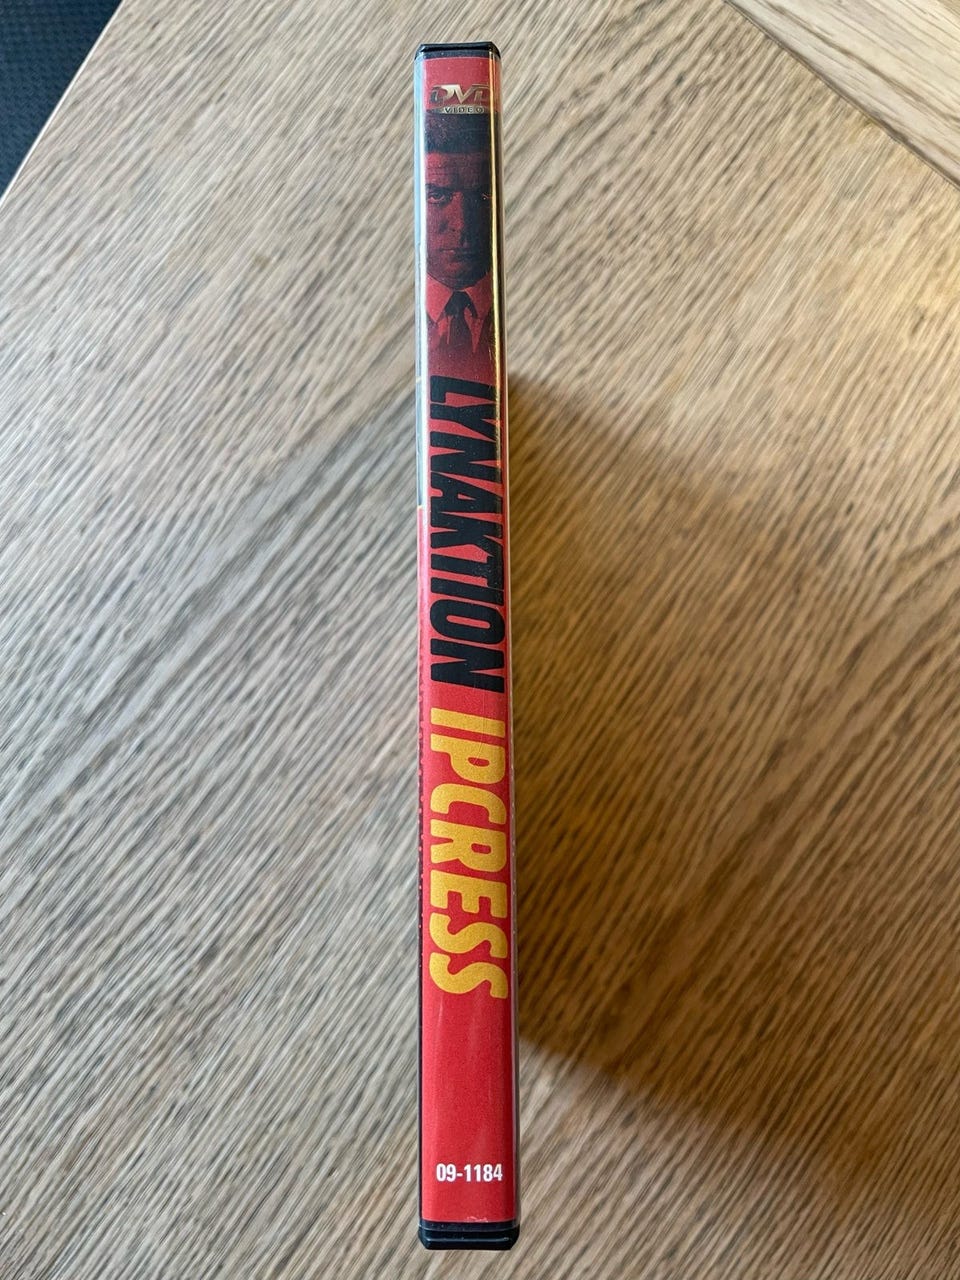 DVD
VIDEO
LYNAKTION IPCRESS
09-1184